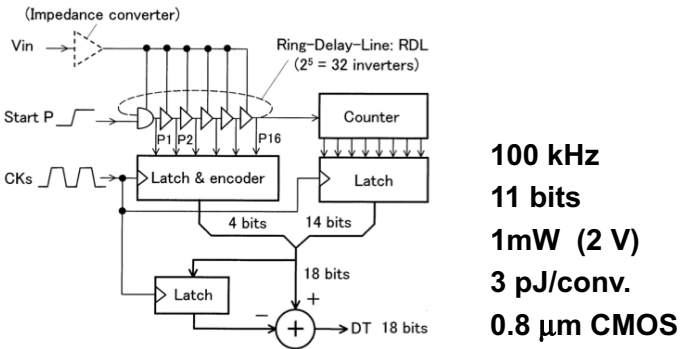 (Impedance converter)
Vin
Ring-Delay-Line: RDL
(2⁵ = 32 inverters)
Start P
Counter
P1 P2 P16
CKs
Latch & encoder
Latch
4 bits
14 bits
18 bits
Latch
+
−
+
DT 18 bits
100 kHz
11 bits
1mW (2 V)
3 pJ/conv.
0.8 μm CMOS